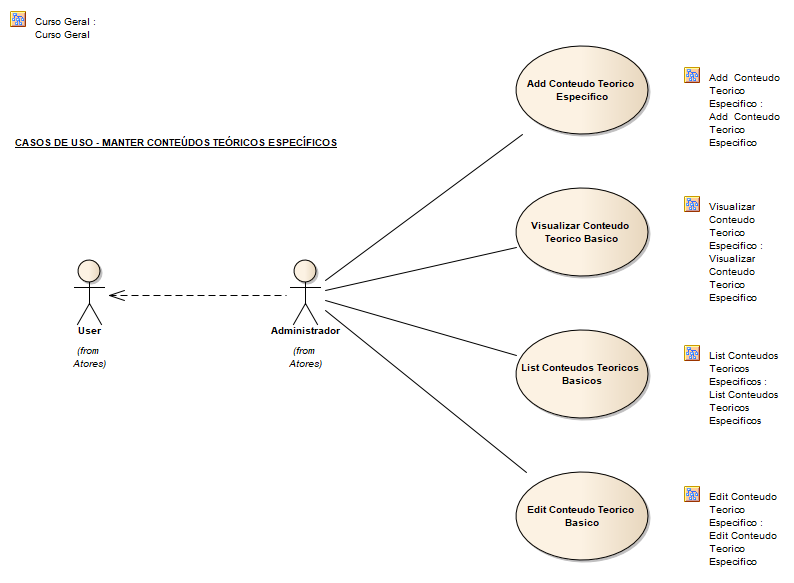 Curso Geral :
Curso Geral
CASOS DE USO - MANTER CONTEÚDOS TEÓRICOS ESPECÍFICOS
Add Conteudo Teorico
Especifico
Add Conteudo
Teorico
Especifico :
Add Conteudo
Teorico
Especifico
Visualizar Conteudo
Teorico Basico
Visualizar
Conteudo
Teorico
Especifico :
Visualizar
Conteudo
Teorico
Especifico
User
(from
Atores)
Administrador
(from
Atores)
List Conteudos Teoricos
Basicos
List Conteudos
Teoricos
Especificos :
List Conteudos
Teoricos
Especificos
Edit Conteudo Teorico
Basico
Edit Conteudo
Teorico
Especifico :
Edit Conteudo
Teorico
Especifico